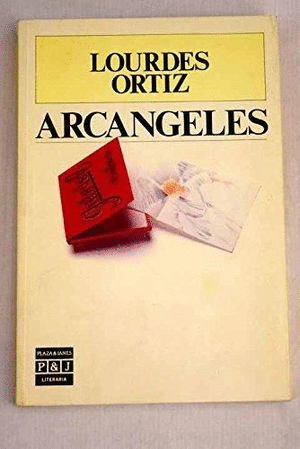 LOURDES
ORTIZ
ARCANGELES
PLAZA & JANES
P&J
LITERARIA